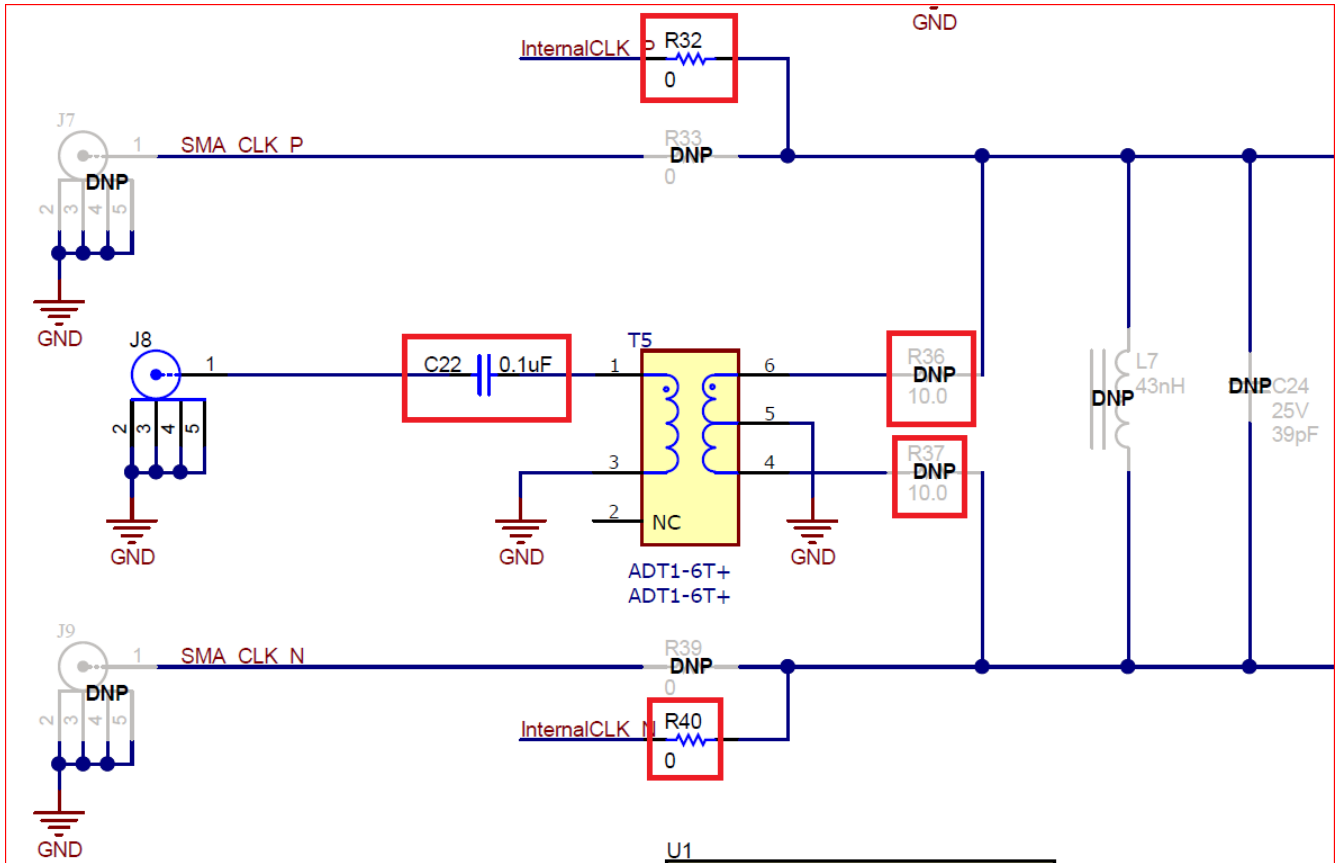 GND
InternalCLK_P
R32
0
J7
1
SMA_CLK_P
R33
DNP
0
DNP
2
3
4
5
GND
J8
1
C22
0.1uF
T5
1
6
R36
DNP
10.0
5
3
4
R37
DNP
10.0
2
NC
2
3
4
5
GND
GND
GND
ADT1-6T+
ADT1-6T+
L7
43nH
DNP
DNP
C24
25V
39pF
J9
1
SMA_CLK_N
R39
DNP
0
DNP
2
3
4
5
InternalCLK_N
R40
0
GND
U1